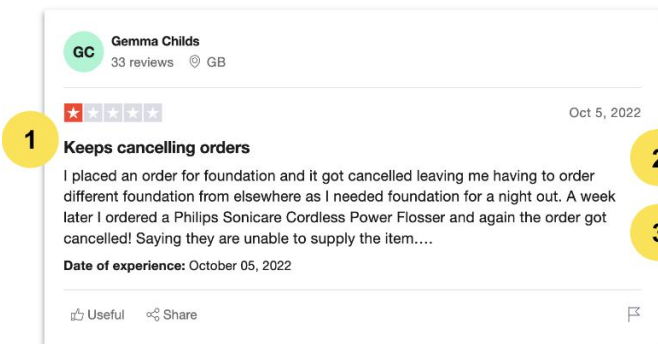 GC
Gemma Childs
33 reviews GB
Oct 5, 2022
1
Keeps cancelling orders
2
I placed an order for foundation and it got cancelled leaving me having to order
different foundation from elsewhere as I needed foundation for a night out. A week
later I ordered a Philips Sonicare Cordless Power Flosser and again the order got
3
cancelled! Saying they are unable to supply the item....
Date of experience: October 05, 2022
Useful Share